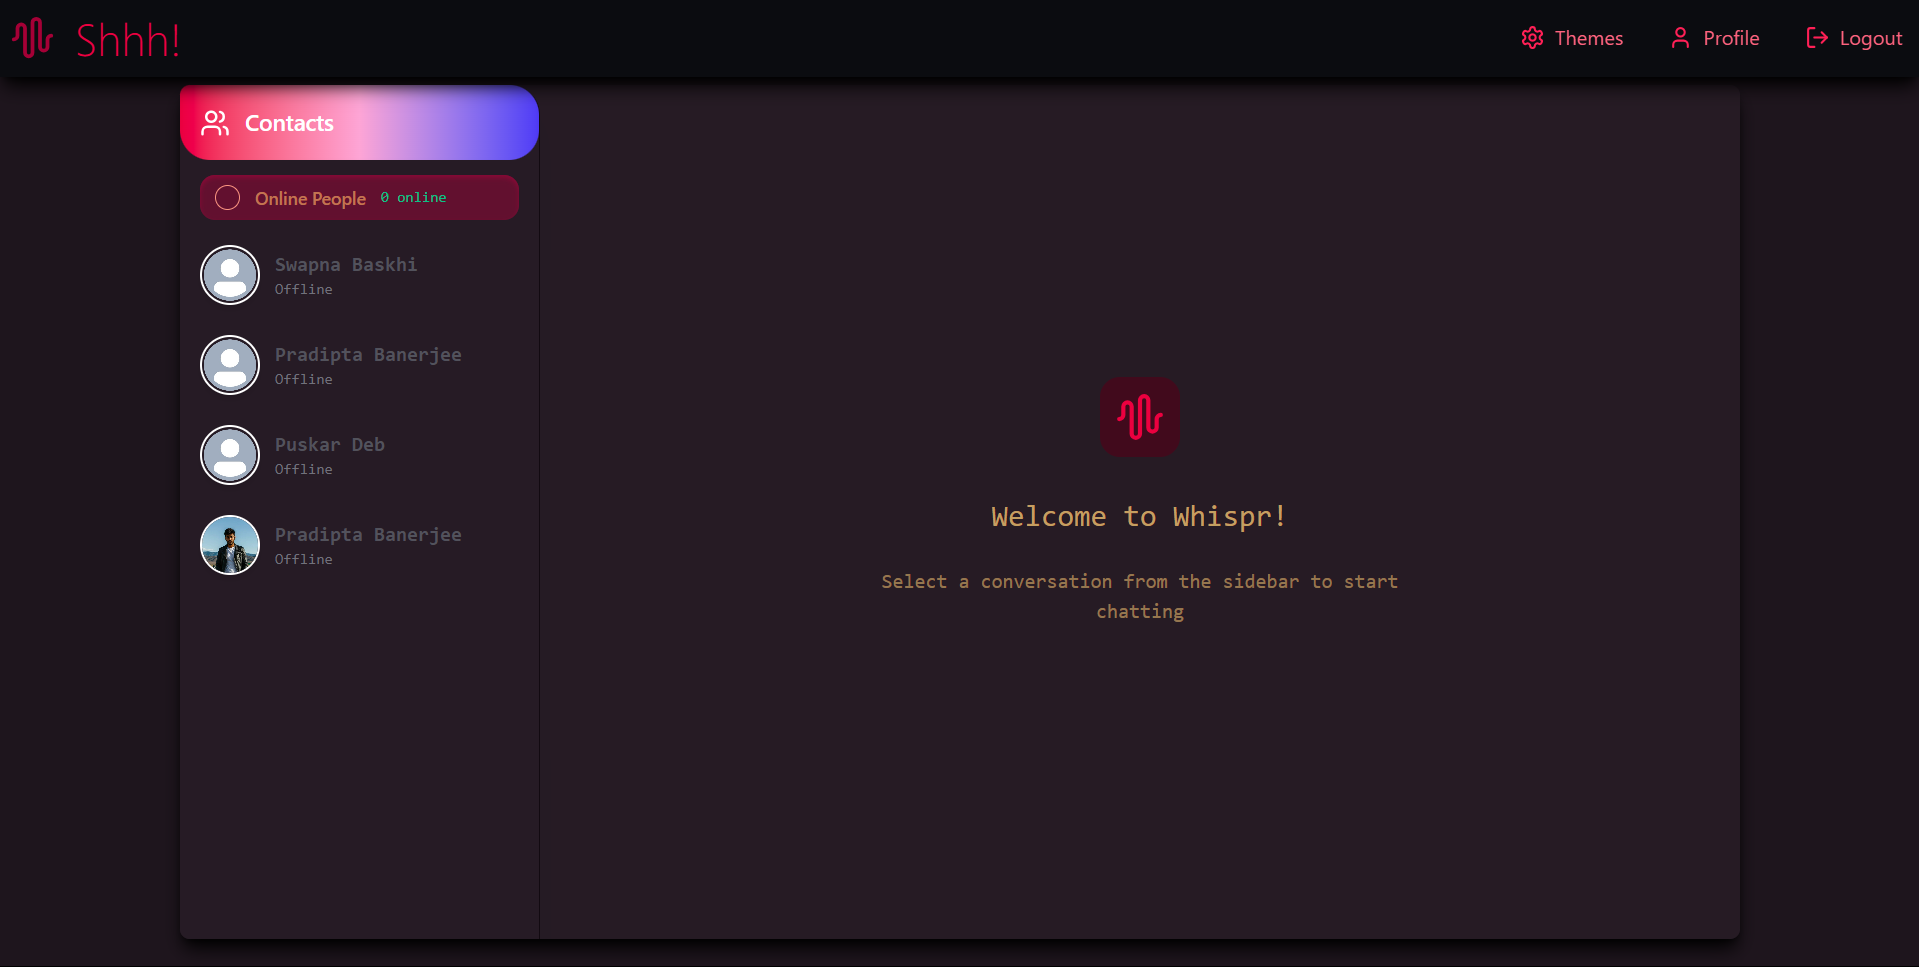 Shhh!
Themes
Profile
Logout
Contacts
Online People 0 online
Swapna Baskhi
Offline
Pradipta Banerjee
Offline
Puskar Deb
Offline
Pradipta Banerjee
Offline
Welcome to Whispr!
Select a conversation from the sidebar to start
chatting